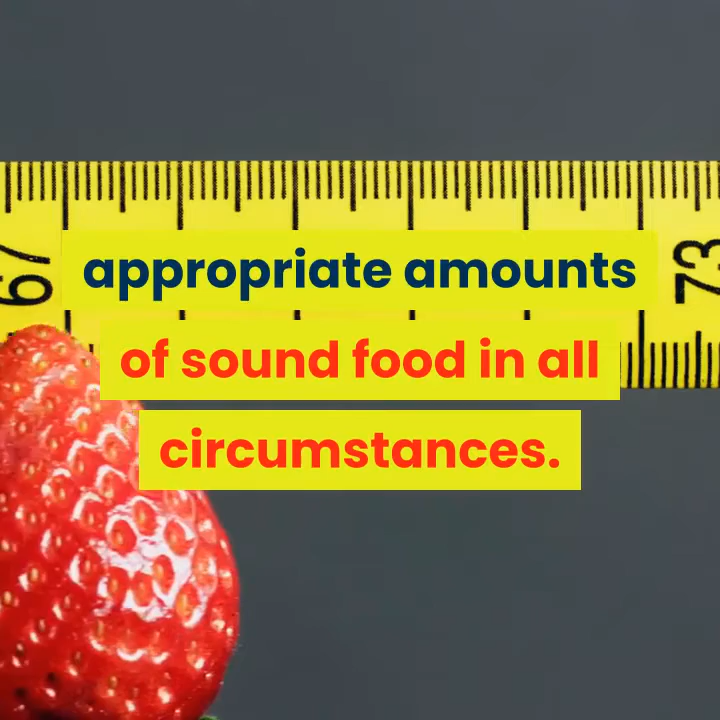 67
73
appropriate amounts
of sound food in all
circumstances.